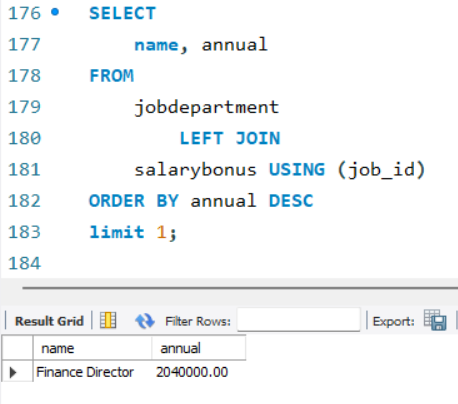 176 SELECT
177 name, annual
178 FROM
179 jobdepartment
180 LEFT JOIN
181 salarybonus USING (job_id)
182 ORDER BY annual DESC
183 limit 1;
184
Result Grid Filter Rows: Export:
name annual
Finance Director 2040000.00